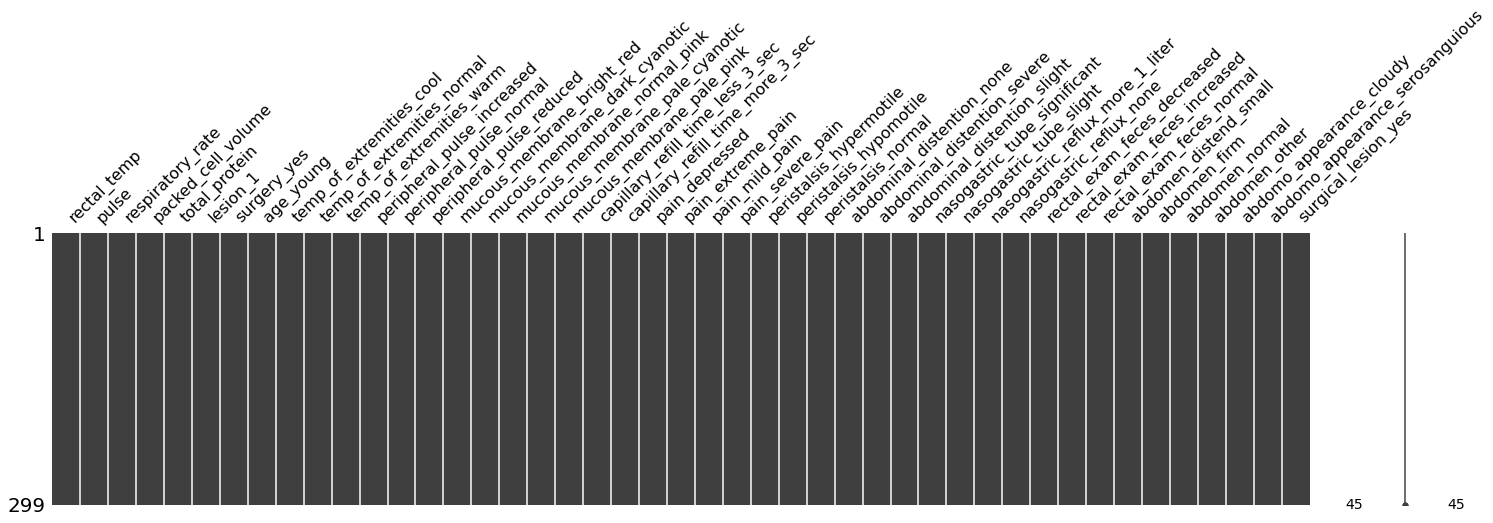 rectal_temp
pulse
respiratory_rate
packed_cell_volume
total_protein
lesion_1
surgery_yes
age_young
temp_of_extremities_cool
temp_of_extremities_normal
temp_of_extremities_warm
peripheral_pulse_increased
peripheral_pulse_normal
peripheral_pulse_reduced
mucous_membrane_bright_red
mucous_membrane_dark_cyanotic
mucous_membrane_normal_pink
mucous_membrane_pale_cyanotic
mucous_membrane_pale_pink
capillary_refill_time_less_3_sec
capillary_refill_time_more_3_sec
pain_depressed
pain_extreme_pain
pain_mild_pain
pain_severe_pain
peristalsis_hypermotile
peristalsis_hypomotile
peristalsis_normal
abdominal_distention_none
abdominal_distention_severe
abdominal_distention_slight
nasogastric_tube_significant
nasogastric_tube_slight
nasogastric_reflux_more_1_liter
nasogastric_reflux_none
rectal_exam_feces_decreased
rectal_exam_feces_increased
rectal_exam_feces_normal
abdomen_distend_small
abdomen_firm
abdomen_normal
abdomen_other
abdomo_appearance_cloudy
abdomo_appearance_serosanguious
surgical_lesion_yes
1
299
45
45